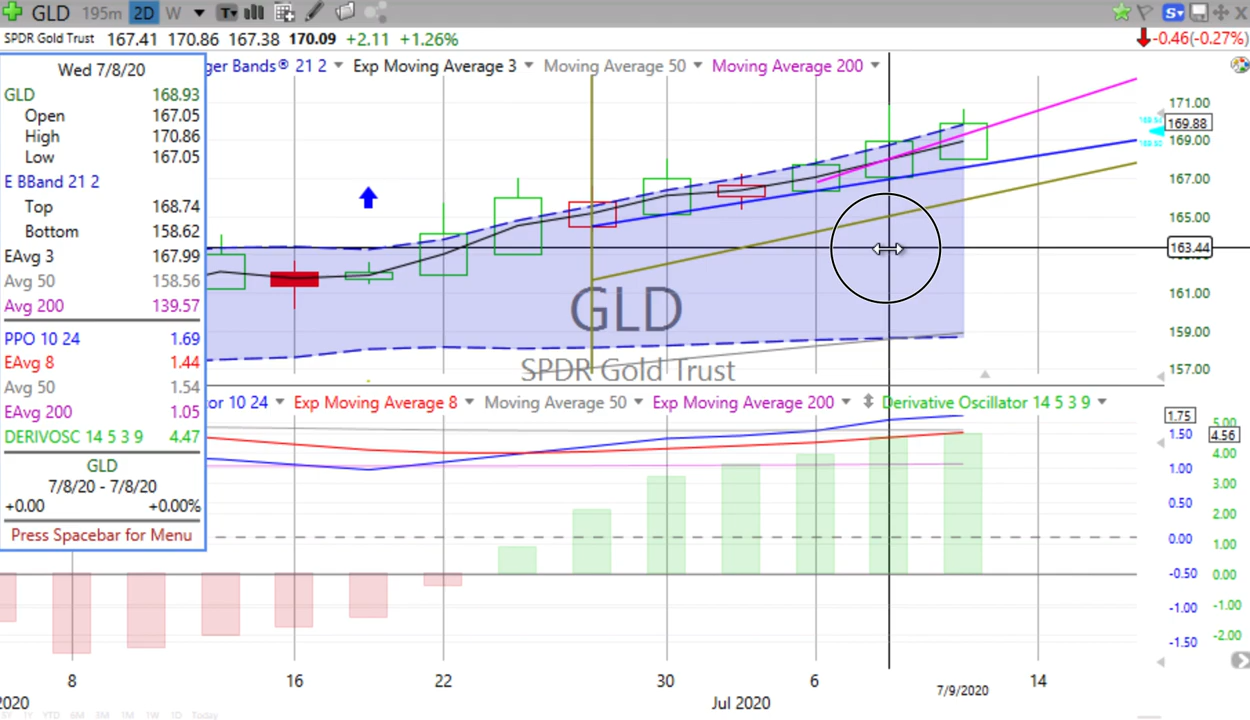 GLD 195m 2D W T
S
SPDR Gold Trust 167.41 170.86 167.38 170.09 +2.11 +1.26%
-0.46(-0.27%)
ger Bands® 21 2 Exp Moving Average 3 Moving Average 50 Moving Average 200
Wed 7/8/20
GLD 168.93
Open 167.05
High 170.86
Low 167.05
E BBand 21 2
Top 168.74
Bottom 158.62
EAvg 3 167.99
Avg 50 158.56
Avg 200 139.57
PPO 10 24 1.69
EAvg 8 1.44
Avg 50 1.54
EAvg 200 1.05
DERIVOSC 14 5 3 9 4.47
GLD
7/8/20 - 7/8/20
+0.00 +0.00%
Press Spacebar for Menu
171.00
169.88
169.00
167.00
165.00
163.44
161.00
159.00
157.00
GLD
SPDR Gold Trust
or 10 24 Exp Moving Average 8 Moving Average 50 Exp Moving Average 200 Derivative Oscillator 14 5 3 9
1.75
5.00
1.50 4.56
4.00
1.00
3.00
0.50
2.00
0.00
1.00
-0.50 0.00
-1.00 -1.00
-1.50 -2.00
8 16 22 30 6 7/9/2020 14
2020 Jul 2020
5Y 1Y YTD 6M 3M 1M 1W 1D Today